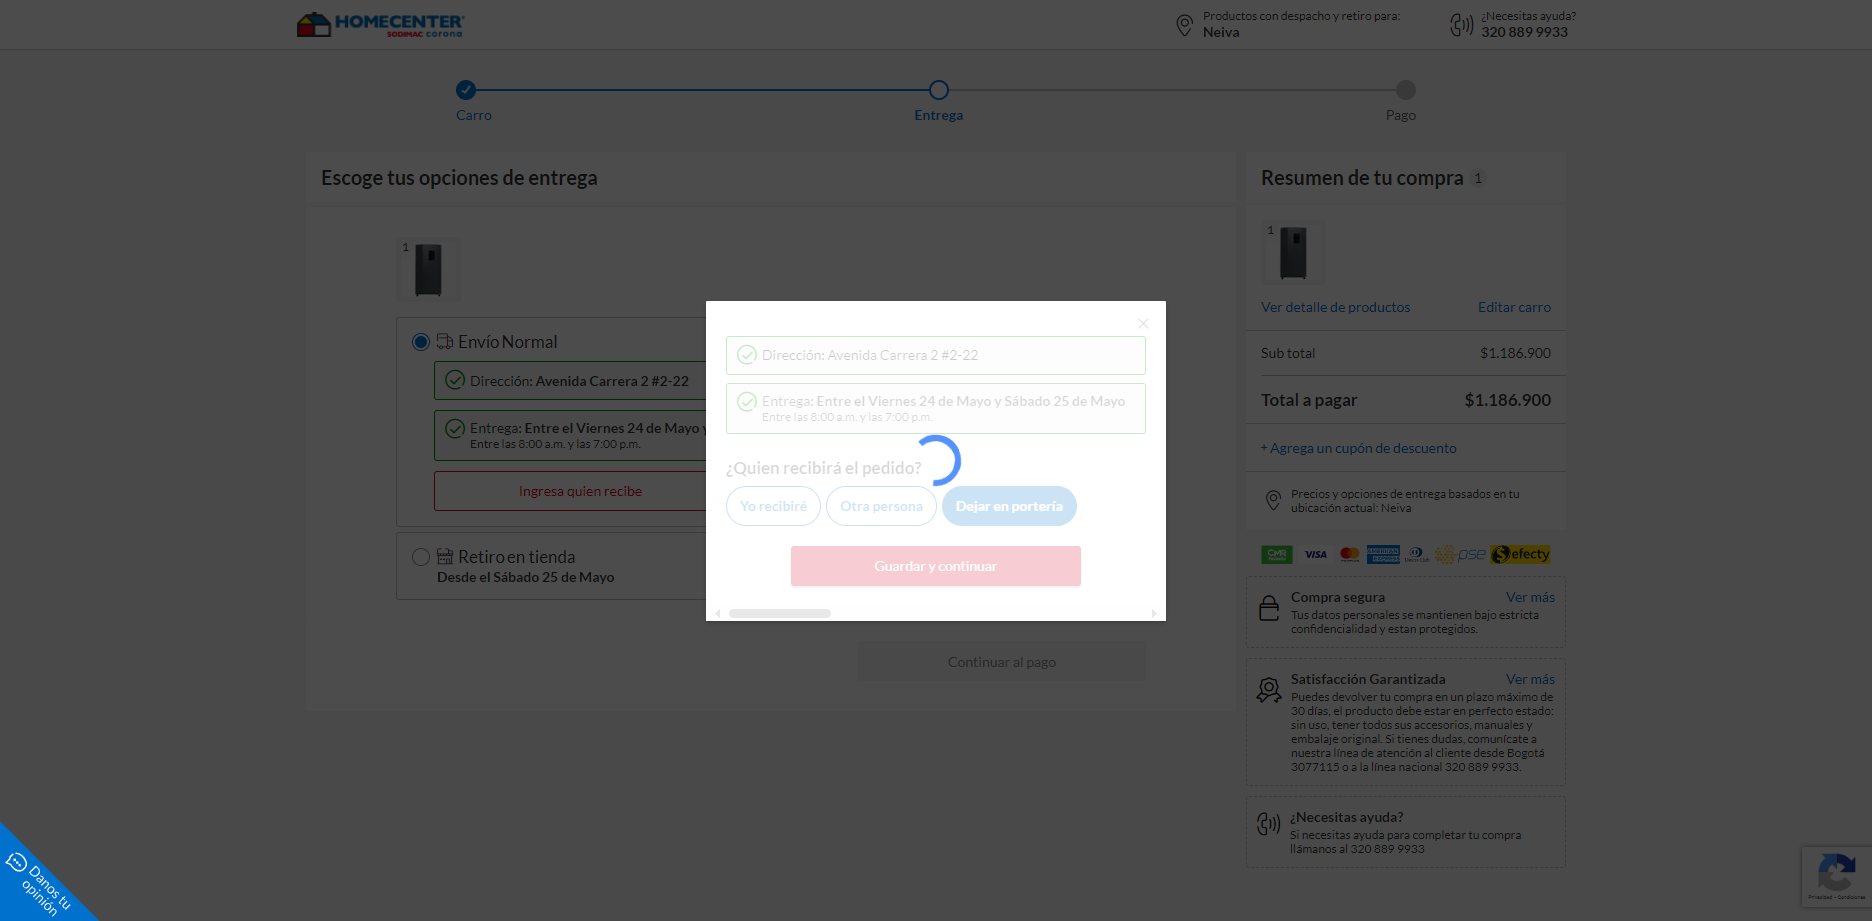 HOMECENTER
SODIMAC corona
Productos con despacho y retiro para:
Neiva
¿Necesitas ayuda?
320 889 9933
Carro
Entrega
Pago
Escoge tus opciones de entrega
1
Envío Normal
Dirección: Avenida Carrera 2 #2-22
Entrega: Entre el Viernes 24 de Mayo y
Entre las 8:00 a.m. y las 7:00 p.m.
Ingresa quien recibe
Retiro en tienda
Desde el Sábado 25 de Mayo
Continuar al pago
Dirección: Avenida Carrera 2 #2-22
Entrega: Entre el Viernes 24 de Mayo y Sábado 25 de Mayo
Entre las 8:00 a.m. y las 7:00 p.m.
¿Quien recibirá el pedido?
Yo recibiré
Otra persona
Dejar en portería
Guardar y continuar
Resumen de tu compra 1
1
Ver detalle de productos
Editar carro
Sub total
$1.186.900
Total a pagar
$1.186.900
+ Agrega un cupón de descuento
Precios y opciones de entrega basados en tu
ubicación actual: Neiva
CMR
VISA
pse
efecty
Compra segura
Ver más
Tus datos personales se mantienen bajo estricta
confidencialidad y estan protegidos.
Satisfacción Garantizada
Ver más
Puedes devolver tu compra en un plazo máximo de
30 días, el producto debe estar en perfecto estado:
sin uso, tener todos sus accesorios, manuales y
embalaje original. Si tienes dudas, comunícate a
nuestra línea de atención al cliente desde Bogotá
3077115 o a la línea nacional 320 889 9933.
¿Necesitas ayuda?
Si necesitas ayuda para completar tu compra
llámanos al 320 889 9933
Danos tu
opinión
Privacidad - Condiciones